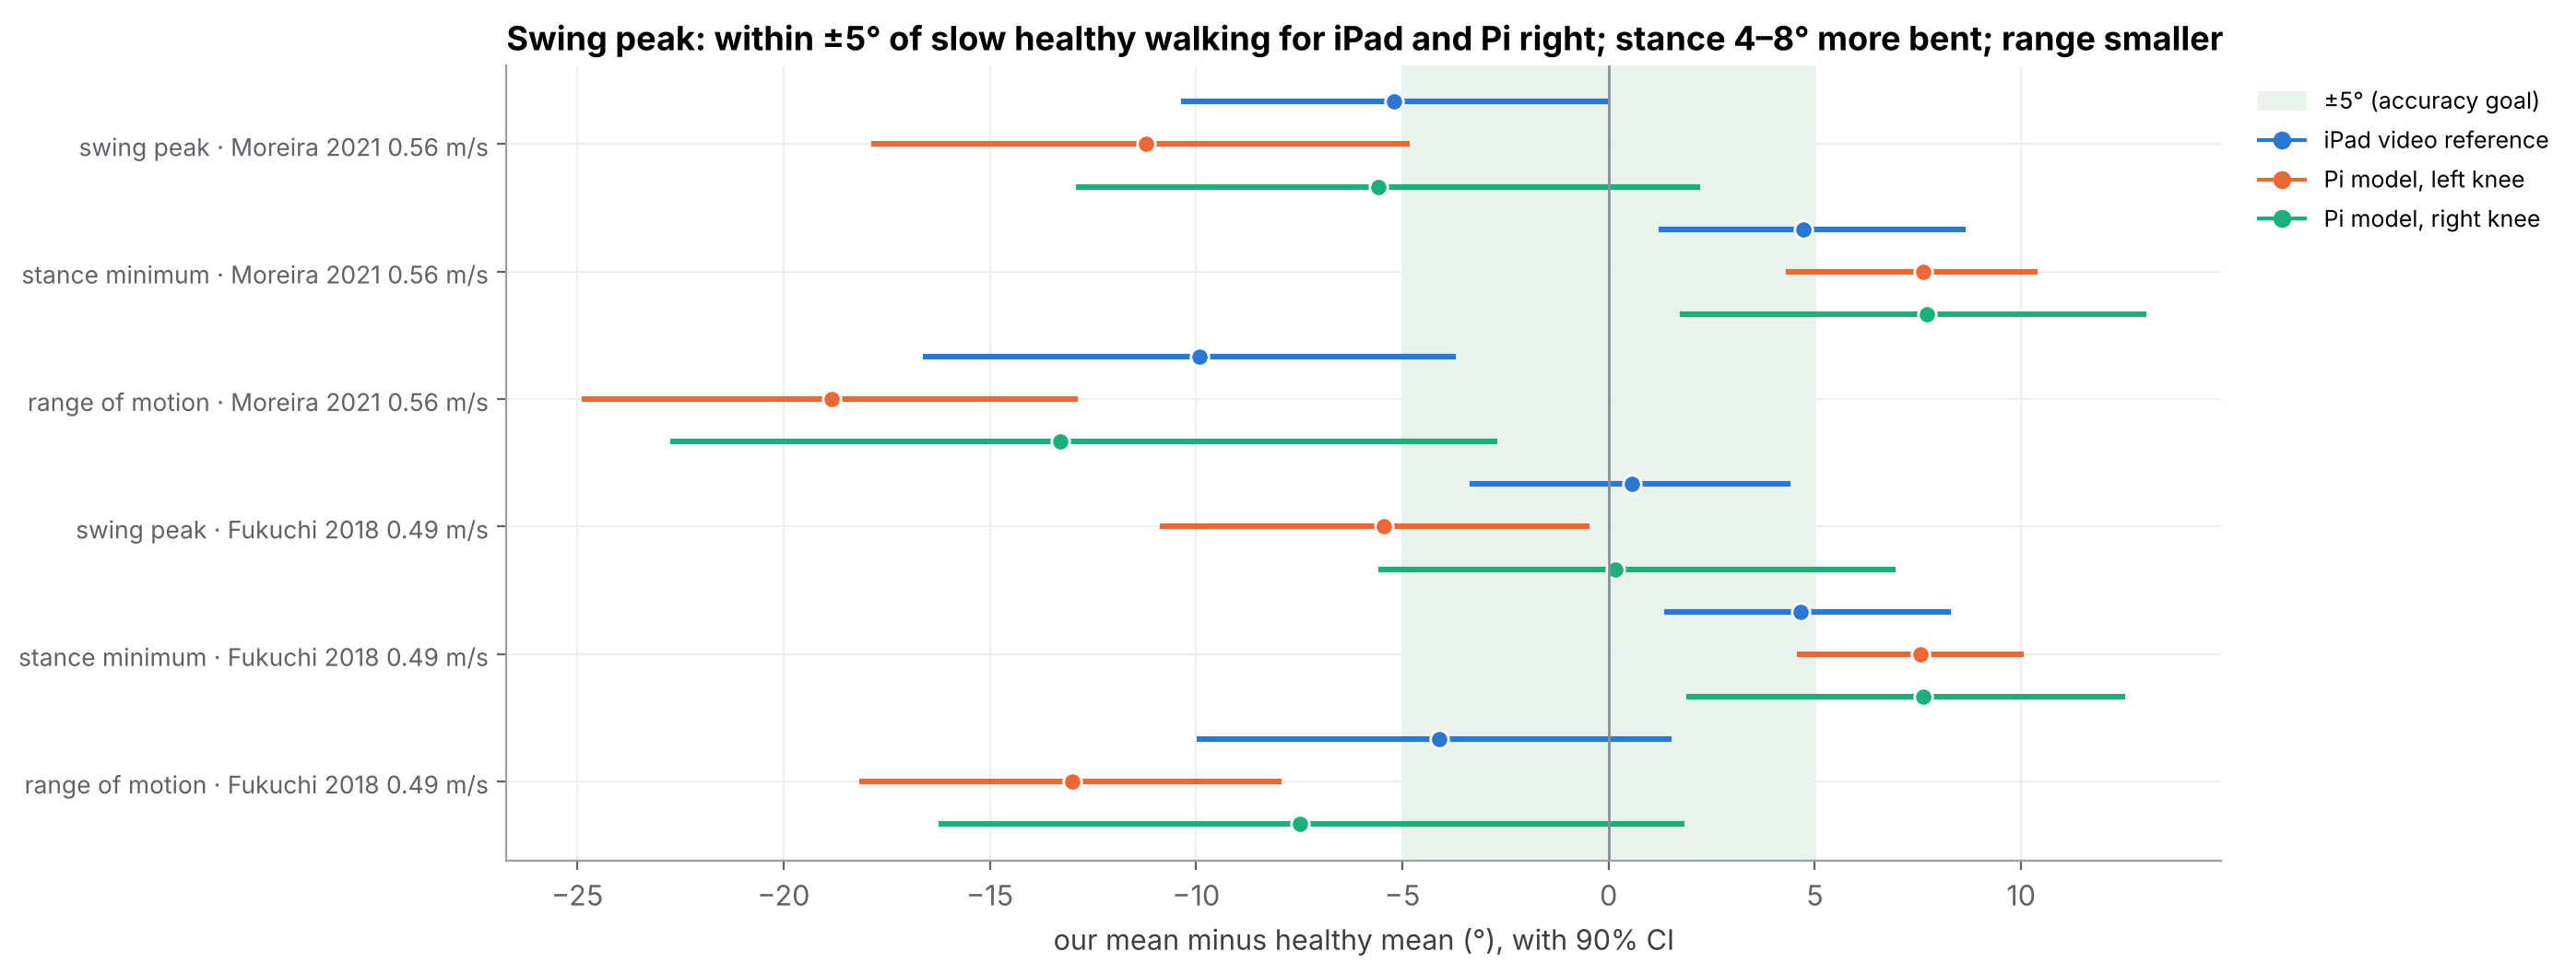 Swing peak: within ±5° of slow healthy walking for iPad and Pi right; stance 4–8° more bent; range smaller
±5° (accuracy goal)
iPad video reference
Pi model, left knee
Pi model, right knee
swing peak · Moreira 2021 0.56 m/s
stance minimum · Moreira 2021 0.56 m/s
range of motion · Moreira 2021 0.56 m/s
swing peak · Fukuchi 2018 0.49 m/s
stance minimum · Fukuchi 2018 0.49 m/s
range of motion · Fukuchi 2018 0.49 m/s
−25 −20 −15 −10 −5 0 5 10
our mean minus healthy mean (°), with 90% CI